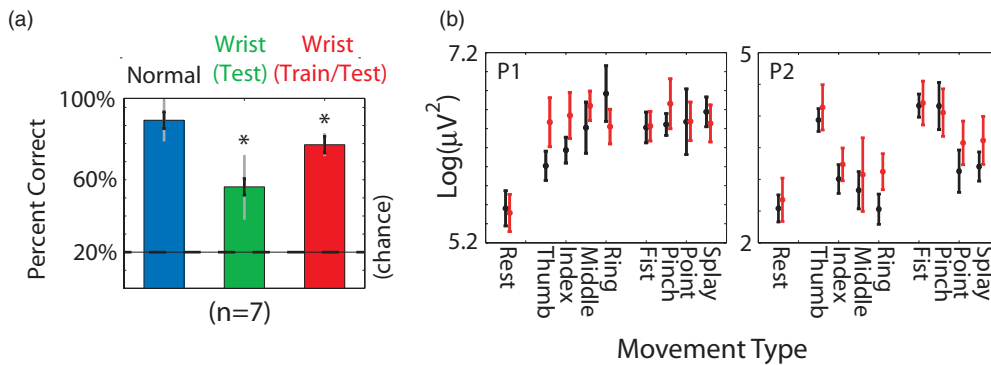 (a)
Normal
Wrist
(Test)
Wrist
(Train/Test)
Percent Correct
100%
60%
20%
*
*
(chance)
(n=7)
(b)
Log(μV²)
7.2
5.2
P1
Rest
Thumb
Index
Middle
Ring
Fist
Pinch
Point
Splay
5
2
P2
Rest
Thumb
Index
Middle
Ring
Fist
Pinch
Point
Splay
Movement Type